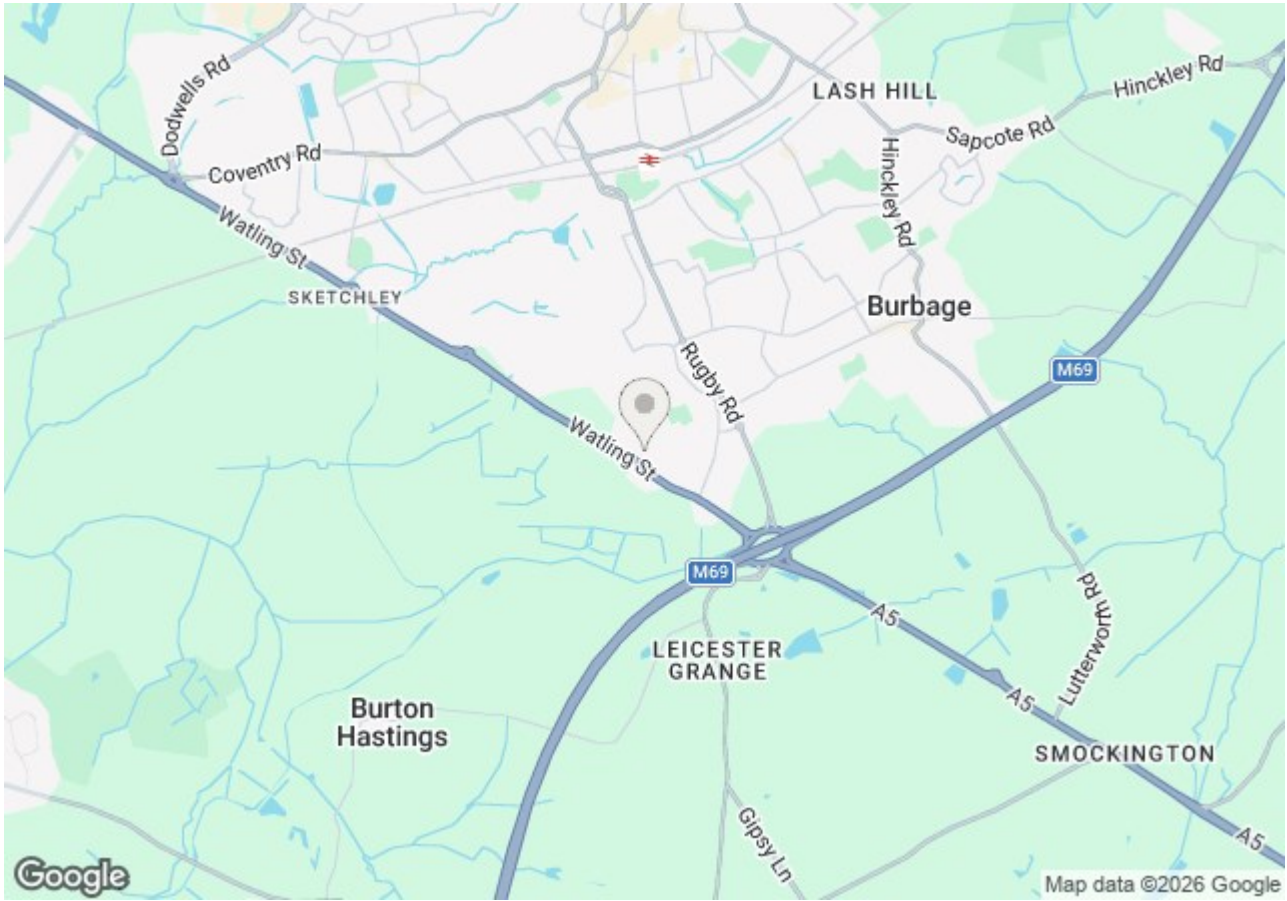 Dodwells Rd
Coventry Rd
LASH HILL
Hinckley Rd
Sapcote Rd
Hinckley Rd
Watling St
SKETCHLEY
Burbage
Rugby Rd
M69
Watling St
M69
A5
Lutterworth Rd
LEICESTER
GRANGE
A5
Burton
Hastings
SMOCKINGTON
Gipsy Ln
A5
Google
Map data ©2026 Google